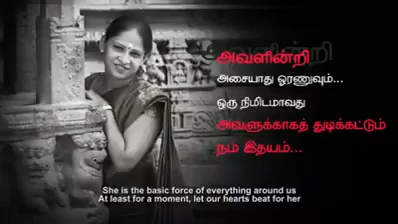 அவளின்றி
அசையாது ஓரணுவும்...
ஒரு நிமிடமாவது
அவளுக்காகத் துடிக்கட்டும்
நம் இதயம்...
She is the basic force of everything around us
At least for a moment, let our hearts beat for her